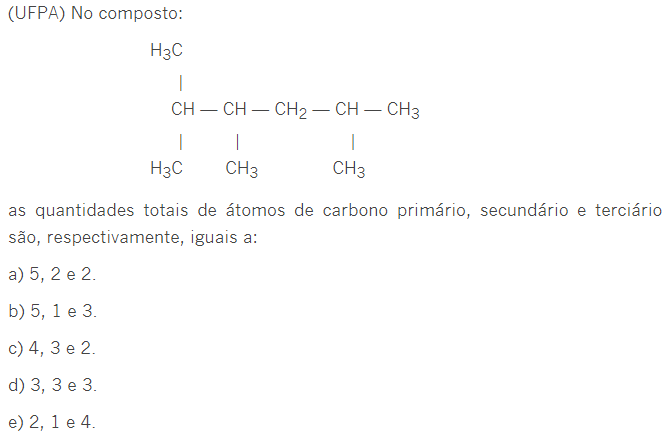 (UFPA) No composto:
H3C
|
CH — CH — CH2 — CH — CH3
| | |
H3C CH3 CH3
as quantidades totais de átomos de carbono primário, secundário e terciário
são, respectivamente, iguais a:
a) 5, 2 e 2.
b) 5, 1 e 3.
c) 4, 3 e 2.
d) 3, 3 e 3.
e) 2, 1 e 4.